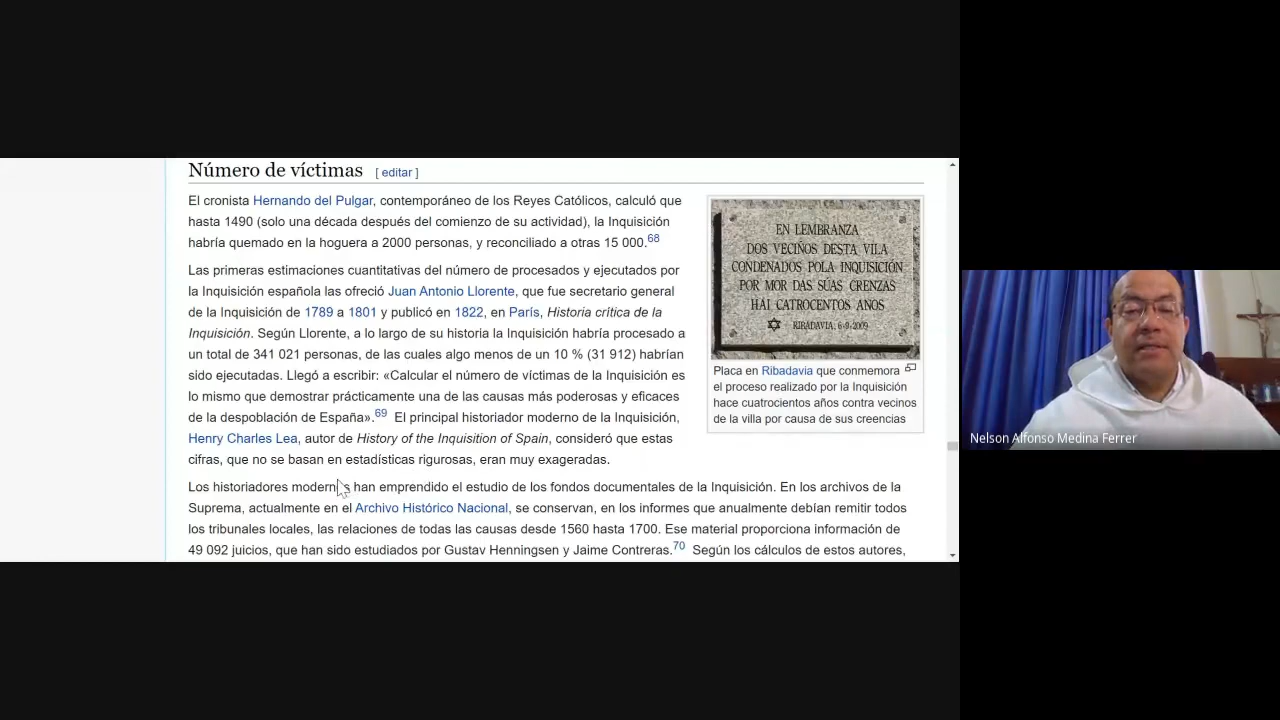 Número de víctimas [ editar ]
El cronista Hernando del Pulgar, contemporáneo de los Reyes Católicos, calculó que
hasta 1490 (solo una década después del comienzo de su actividad), la Inquisición
habría quemado en la hoguera a 2000 personas, y reconciliado a otras 15 000.68
Las primeras estimaciones cuantitativas del número de procesados y ejecutados por
la Inquisición española las ofreció Juan Antonio Llorente, que fue secretario general
de la Inquisición de 1789 a 1801 y publicó en 1822, en París, Historia crítica de la
Inquisición. Según Llorente, a lo largo de su historia la Inquisición habría procesado a
un total de 341 021 personas, de las cuales algo menos de un 10 % (31 912) habrían
sido ejecutadas. Llegó a escribir: «Calcular el número de víctimas de la Inquisición es
lo mismo que demostrar prácticamente una de las causas más poderosas y eficaces
de la despoblación de España».69 El principal historiador moderno de la Inquisición,
Henry Charles Lea, autor de History of the Inquisition of Spain, consideró que estas
cifras, que no se basan en estadísticas rigurosas, eran muy exageradas.
EN LEMBRANZA
DOS VECIÑOS DESTA VILA
CONDENADOS POLA INQUISICIÓN
POR MOR DAS SUAS CRENZAS
HAI CATROCENTOS ANOS
RIBADAVIA, 6-9-2009
Placa en Ribadavia que conmemora
el proceso realizado por la Inquisición
hace cuatrocientos años contra vecinos
de la villa por causa de sus creencias
Los historiadores modernos han emprendido el estudio de los fondos documentales de la Inquisición. En los archivos de la
Suprema, actualmente en el Archivo Histórico Nacional, se conservan, en los informes que anualmente debían remitir todos
los tribunales locales, las relaciones de todas las causas desde 1560 hasta 1700. Ese material proporciona información de
49 092 juicios, que han sido estudiados por Gustav Henningsen y Jaime Contreras.70 Según los cálculos de estos autores,
Nelson Alfonso Medina Ferrer